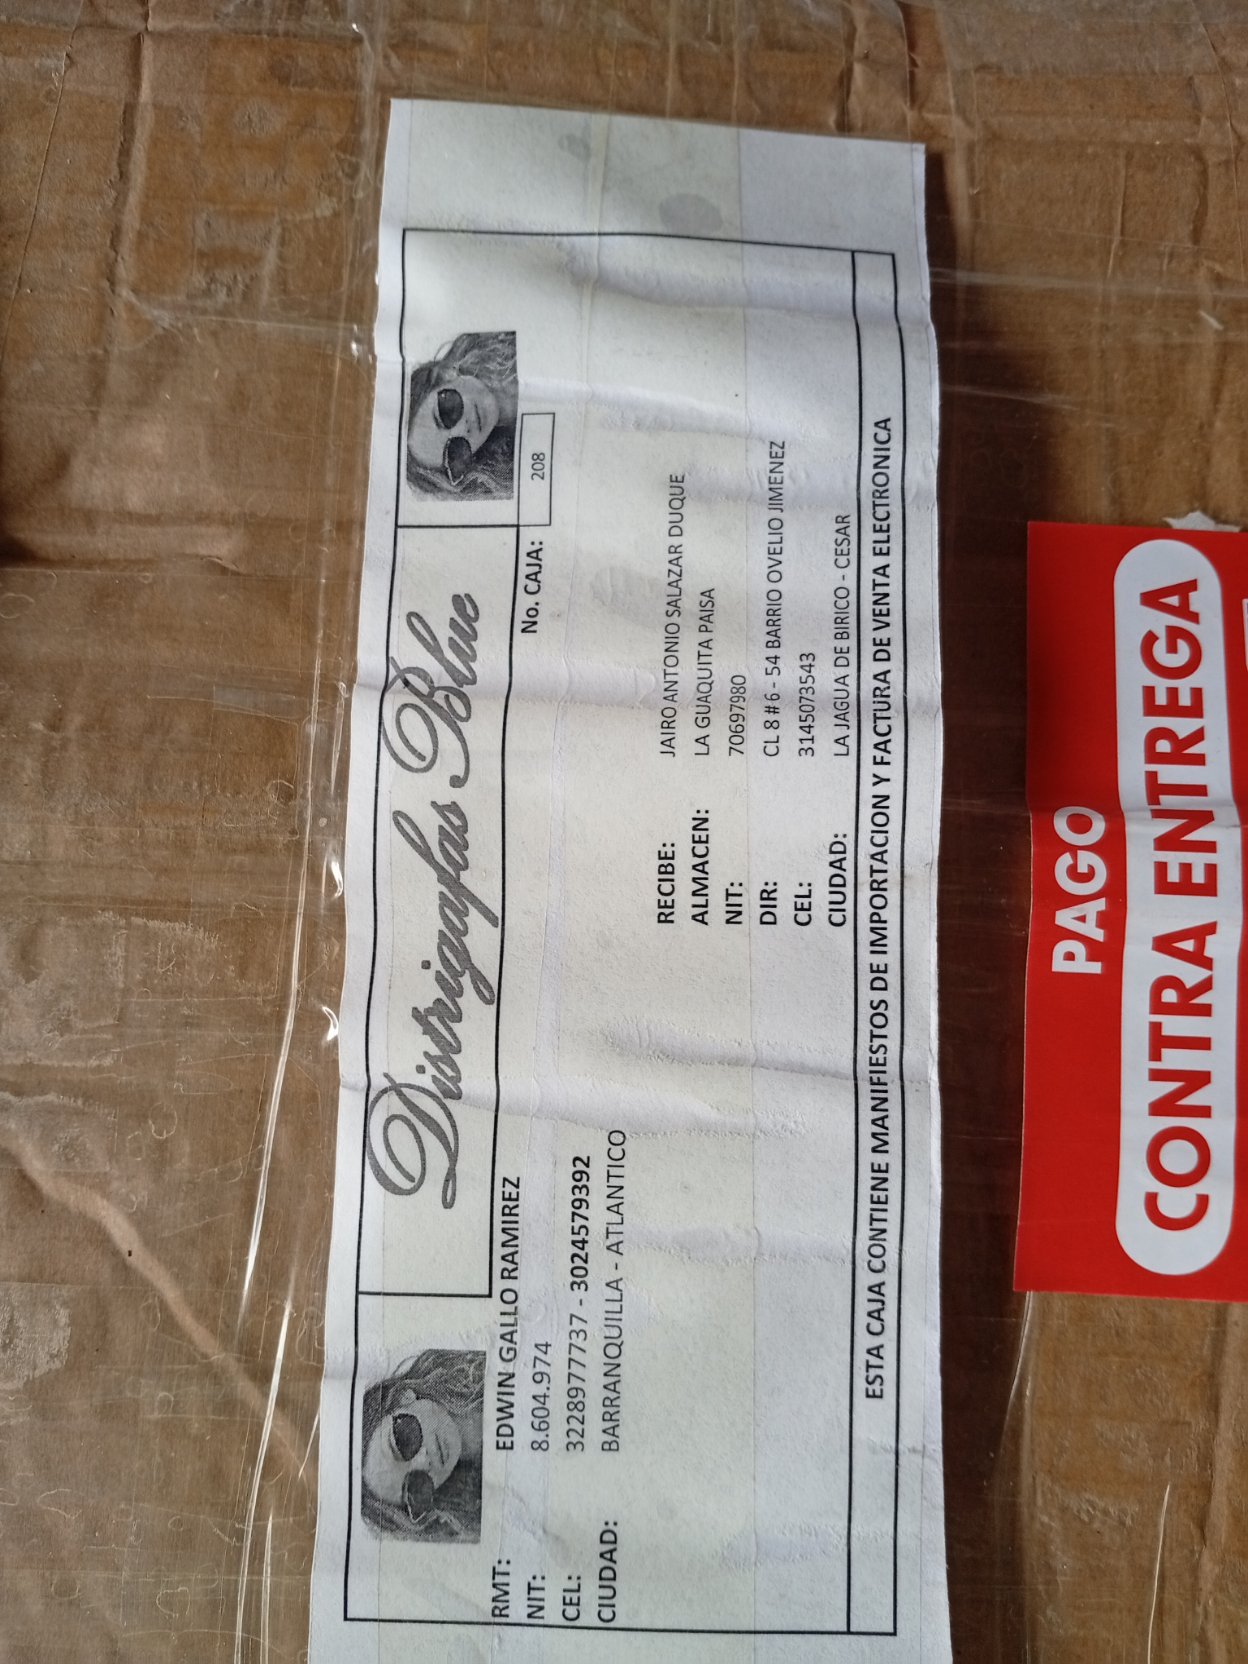 Distrigafas Blue
No. CAJA: 208
RMT: EDWIN GALLO RAMIREZ
NIT: 8.604.974
CEL: 3228977737 - 3024579392
CIUDAD: BARRANQUILLA - ATLANTICO
RECIBE: JAIRO ANTONIO SALAZAR DUQUE
ALMACEN: LA GUAQUITA PAISA
NIT: 70697980
DIR: CL 8 # 6 - 54 BARRIO OVELIO JIMENEZ
CEL: 3145073543
CIUDAD: LA JAGUA DE BIRICO - CESAR
ESTA CAJA CONTIENE MANIFIESTOS DE IMPORTACION Y FACTURA DE VENTA ELECTRONICA
PAGO
CONTRA ENTREGA